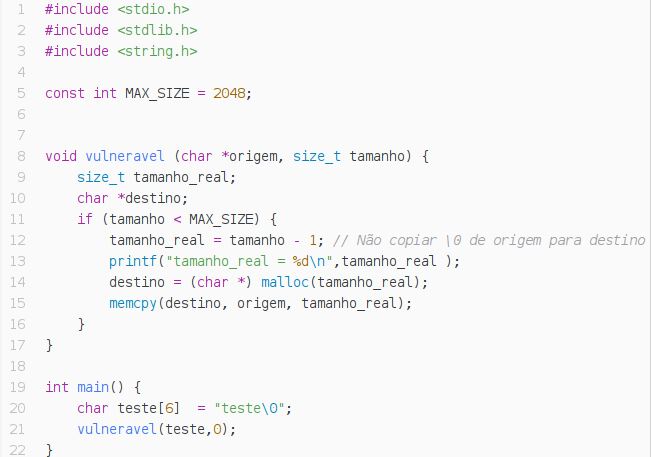 1 #include <stdio.h>
2 #include <stdlib.h>
3 #include <string.h>
4
5 const int MAX_SIZE = 2048;
6
7
8 void vulneravel (char *origem, size_t tamanho) {
9     size_t tamanho_real;
10     char *destino;
11     if (tamanho < MAX_SIZE) {
12         tamanho_real = tamanho - 1; // Não copiar \0 de origem para destino
13         printf("tamanho_real = %d\n",tamanho_real );
14         destino = (char *) malloc(tamanho_real);
15         memcpy(destino, origem, tamanho_real);
16     }
17 }
18
19 int main() {
20     char teste[6]  = "teste\0";
21     vulneravel(teste,0);
22 }